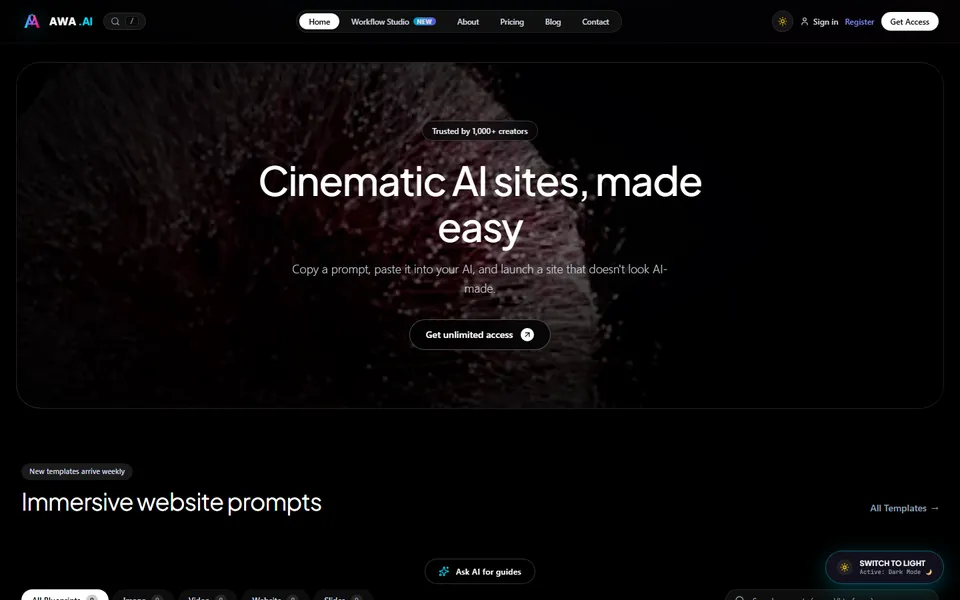 AWA.AI
/
Home
Workflow Studio NEW
About
Pricing
Blog
Contact
Sign in
Register
Get Access
Trusted by 1,000+ creators
Cinematic AI sites, made
easy
Copy a prompt, paste it into your AI, and launch a site that doesn't look AI-
made.
Get unlimited access
New templates arrive weekly
Immersive website prompts
All Templates →
Ask AI for guides
SWITCH TO LIGHT
Active: Dark Mode 🌙
All Blueprints
Image
Video
Website
Slides